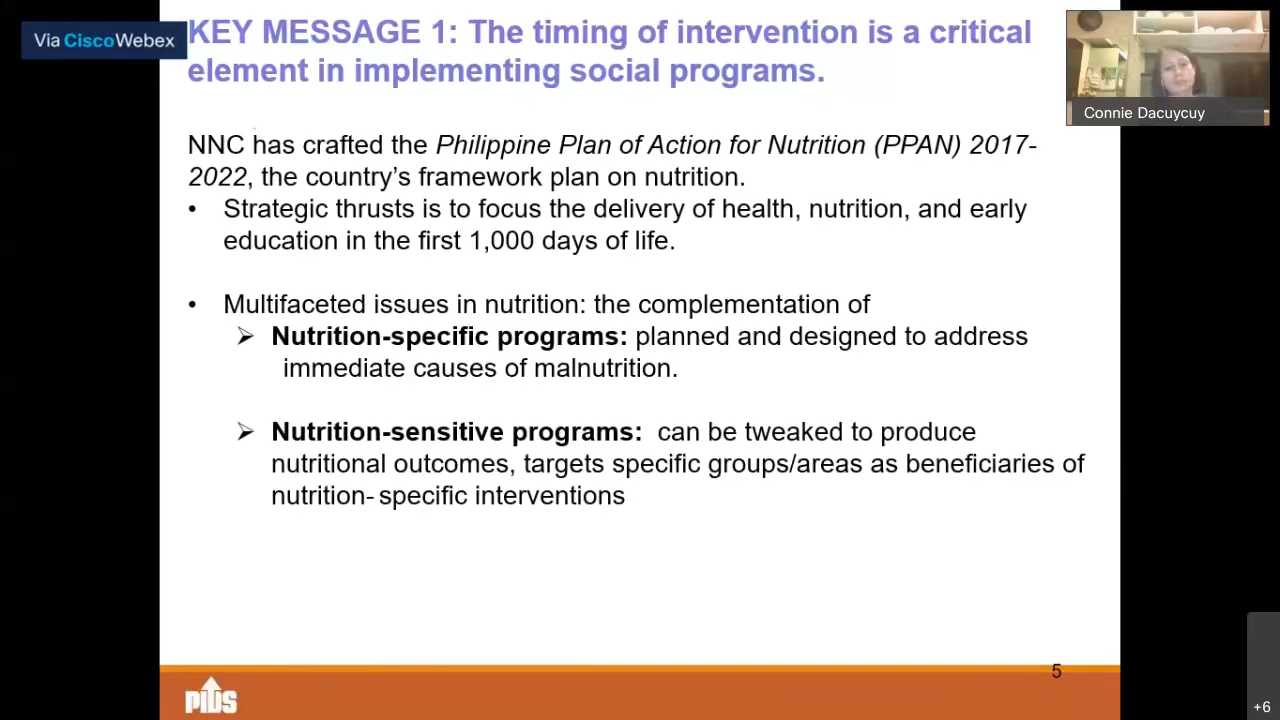 Via CiscoWebex
KEY MESSAGE 1: The timing of intervention is a critical
element in implementing social programs.
Connie Dacuycuy
NNC has crafted the Philippine Plan of Action for Nutrition (PPAN) 2017-
2022, the country's framework plan on nutrition.
• Strategic thrusts is to focus the delivery of health, nutrition, and early
education in the first 1,000 days of life.
• Multifaceted issues in nutrition: the complementation of
➢ Nutrition-specific programs: planned and designed to address
immediate causes of malnutrition.
➢ Nutrition-sensitive programs: can be tweaked to produce
nutritional outcomes, targets specific groups/areas as beneficiaries of
nutrition- specific interventions
5
PIDS
+6